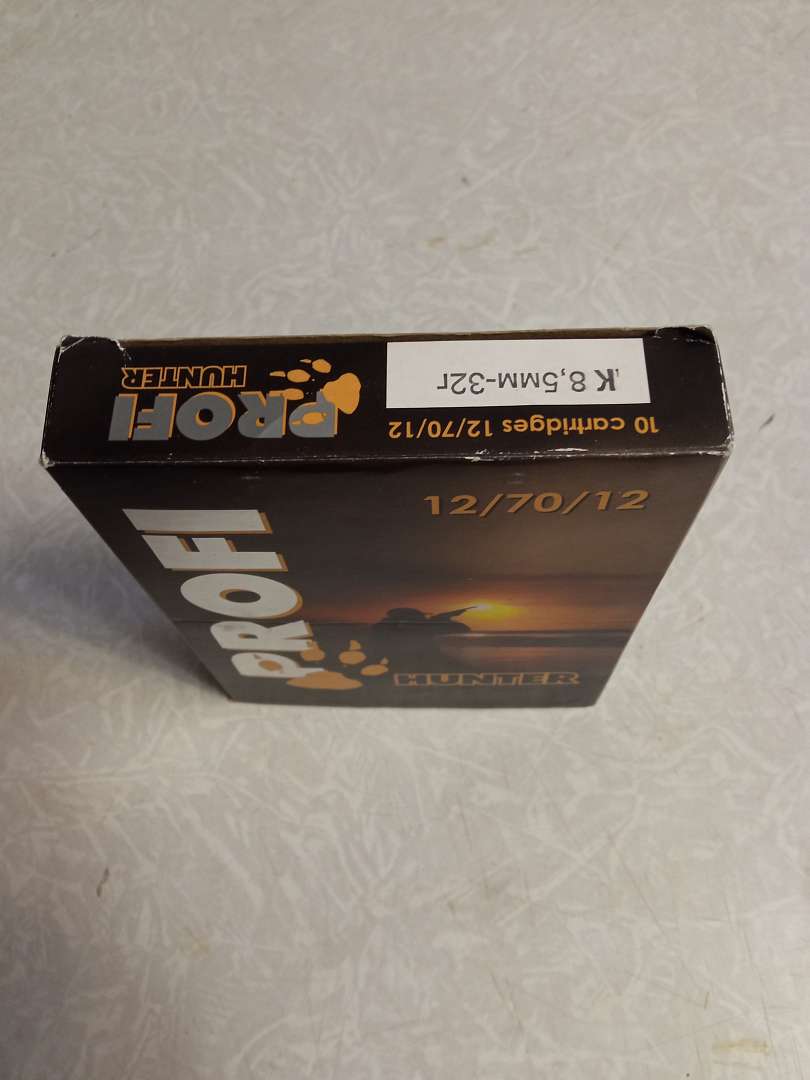 PROFI
HUNTER
К 8,5мм-32г
10 cartridges 12/70/12
12/70/12
PROFI
HUNTER